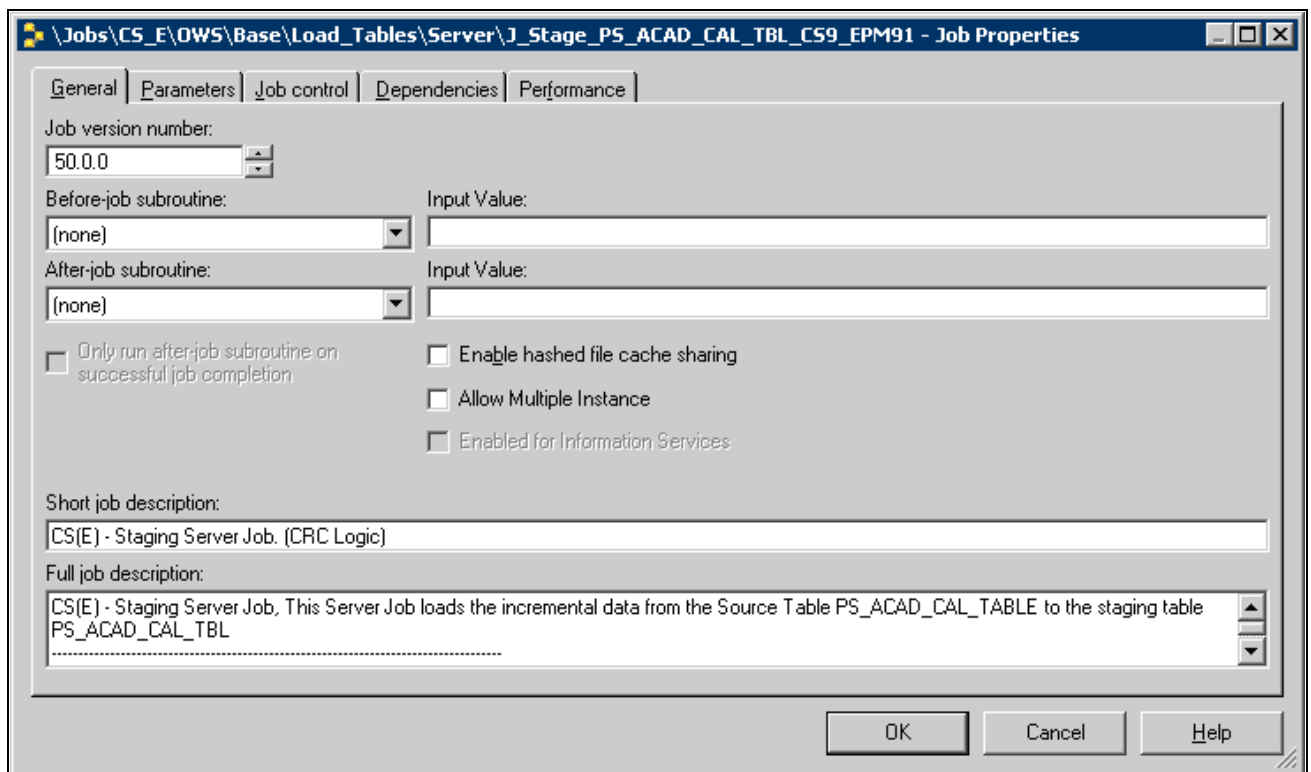 \Jobs\CS_E\OWS\Base\Load_Tables\Server\J_Stage_PS_ACAD_CAL_TBL_CS9_EPM91 - Job Properties
General Parameters Job control Dependencies Performance
Job version number:
50.0.0
Before-job subroutine: Input Value:
(none)
After-job subroutine: Input Value:
(none)
Only run after-job subroutine on
successful job completion
Enable hashed file cache sharing
Allow Multiple Instance
Enabled for Information Services
Short job description:
CS(E) - Staging Server Job. (CRC Logic)
Full job description:
CS(E) - Staging Server Job, This Server Job loads the incremental data from the Source Table PS_ACAD_CAL_TABLE to the staging table
PS_ACAD_CAL_TBL
--------------------------------------------------------------------------------------
OK Cancel Help